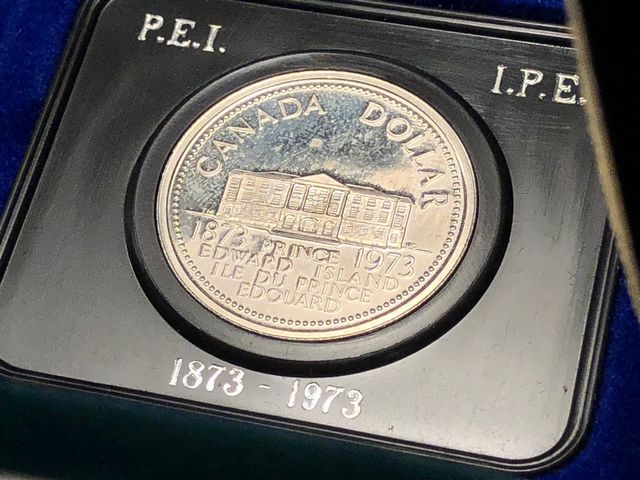 P.E.I.
I.P.E.
CANADA DOLLAR
1873 PRINCE 1973
EDWARD ISLAND
ILE DU PRINCE
EDOUARD
1873 - 1973